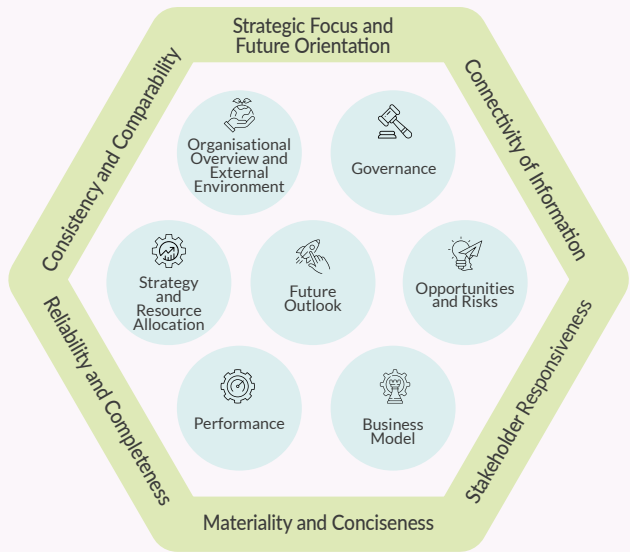 Strategic Focus and
Future Orientation
Consistency and Comparability
Connectivity of Information
Organisational
Overview and
External
Environment
Governance
Strategy
and
Resource
Allocation
Future
Outlook
Opportunities
and Risks
Performance
Business
Model
Reliability and Completeness
Stakeholder Responsiveness
Materiality and Conciseness